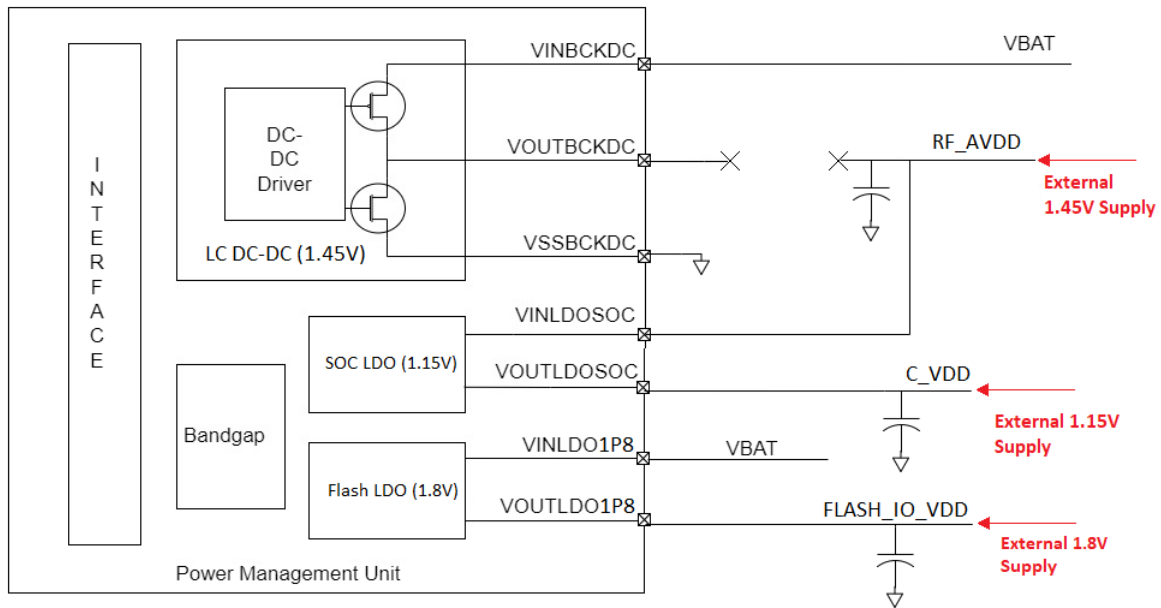 VINBCKDC
VBAT
I
N
T
E
R
F
A
C
E
DC-
DC
Driver
VOUTBCKDC
RF_AVDD
External
1.45V Supply
VSSBCKDC
LC DC-DC (1.45V)
VINLDOSOC
SOC LDO (1.15V)
VOUTLDOSOC
C_VDD
External 1.15V
Supply
Bandgap
VINLDO1P8
VBAT
Flash LDO (1.8V)
VOUTLDO1P8
FLASH_IO_VDD
External 1.8V
Supply
Power Management Unit